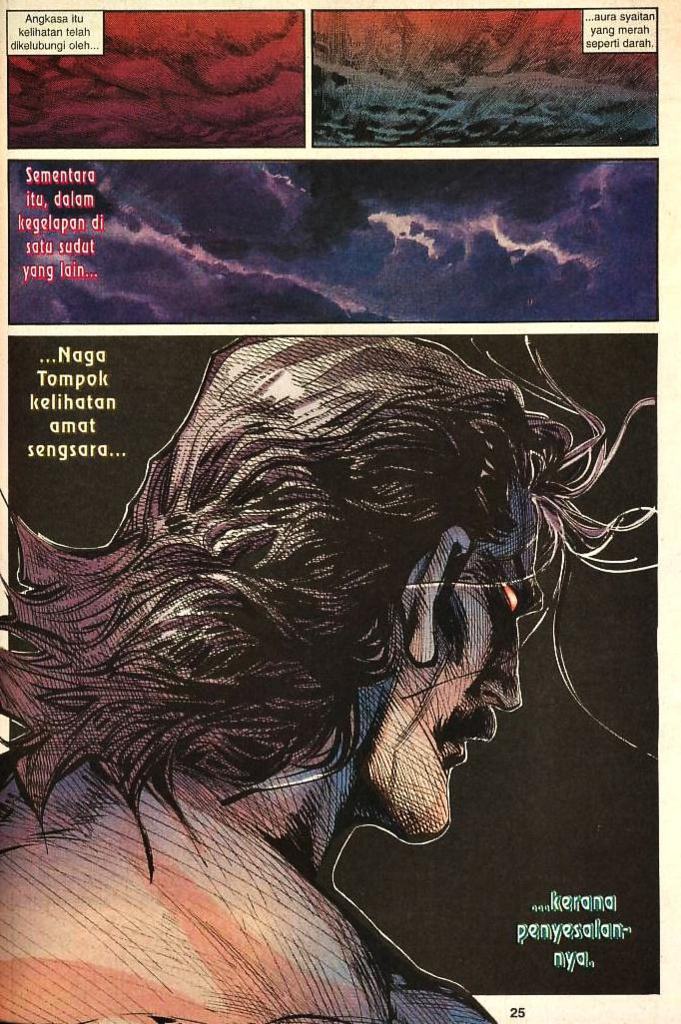 Angkasa itu
kelihatan telah
dikelubungi oleh...
...aura syaitan
yang merah
seperti darah.
Sementara
itu, dalam
kegelapan di
satu sudut
yang lain...
...Naga
Tompok
kelihatan
amat
sengsara...
...kerana
penyesalan-
nya.
25